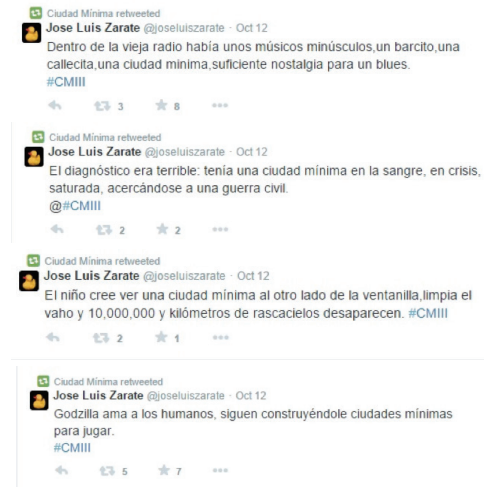 Ciudad Mínima retweeted
Jose Luis Zarate @joseluiszarate · Oct 12
Dentro de la vieja radio había unos músicos minúsculos,un barcito,una
callecita,una ciudad minima,suficiente nostalgia para un blues.
#CMIII
3 8
Ciudad Mínima retweeted
Jose Luis Zarate @joseluiszarate · Oct 12
El diagnóstico era terrible: tenía una ciudad mínima en la sangre, en crisis,
saturada, acercándose a una guerra civil.
@#CMIII
2 2
Ciudad Mínima retweeted
Jose Luis Zarate @joseluiszarate · Oct 12
El niño cree ver una ciudad mínima al otro lado de la ventanilla,limpia el
vaho y 10,000,000 y kilómetros de rascacielos desaparecen. #CMIII
2 1
Ciudad Mínima retweeted
Jose Luis Zarate @joseluiszarate · Oct 12
Godzilla ama a los humanos, siguen construyéndole ciudades mínimas
para jugar.
#CMIII
5 7